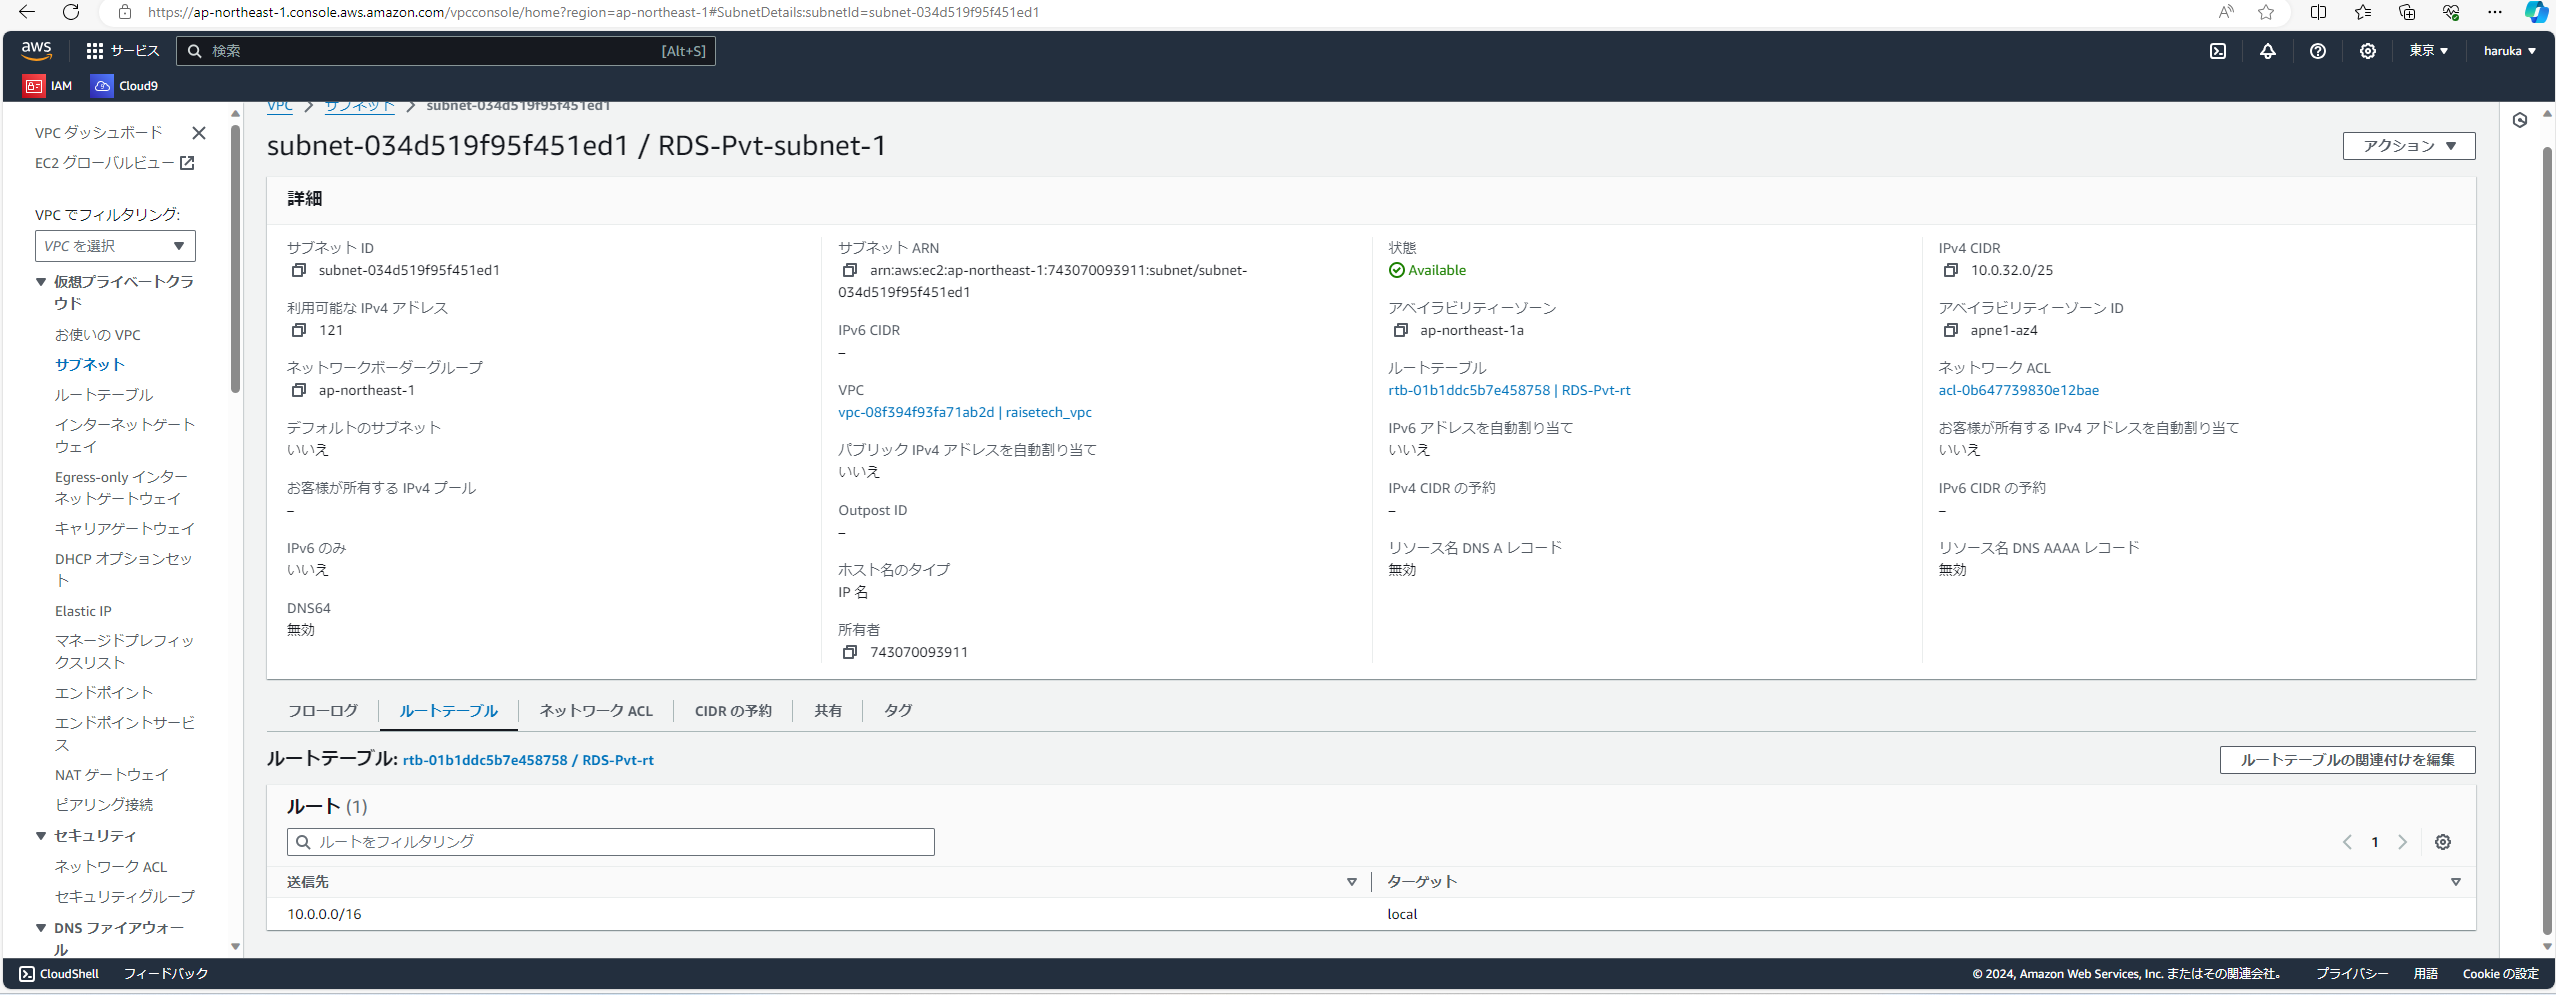 https://ap-northeast-1.console.aws.amazon.com/vpcconsole/home?region=ap-northeast-1#SubnetDetails:subnetId=subnet-034d519f95f451ed1
aws サービス 検索 [Alt+S] 東京 haruka
IAM Cloud9
VPC ダッシュボード
EC2 グローバルビュー
VPC でフィルタリング:
VPC を選択
仮想プライベートクラ
ウド
お使いの VPC
サブネット
ルートテーブル
インターネットゲート
ウェイ
Egress-only インター
ネットゲートウェイ
キャリアゲートウェイ
DHCP オプションセッ
ト
Elastic IP
マネージドプレフィッ
クスリスト
エンドポイント
エンドポイントサービ
ス
NAT ゲートウェイ
ピアリング接続
セキュリティ
ネットワーク ACL
セキュリティグループ
DNS ファイアウォー
ル
VPC サブネット subnet-034d519f95f451ed1
subnet-034d519f95f451ed1 / RDS-Pvt-subnet-1
アクション
詳細
サブネット ID
subnet-034d519f95f451ed1
利用可能な IPv4 アドレス
121
ネットワークボーダーグループ
ap-northeast-1
デフォルトのサブネット
いいえ
お客様が所有する IPv4 プール
–
IPv6 のみ
いいえ
DNS64
無効
サブネット ARN
arn:aws:ec2:ap-northeast-1:743070093911:subnet/subnet-
034d519f95f451ed1
IPv6 CIDR
–
VPC
vpc-08f394f93fa71ab2d | raisetech_vpc
パブリック IPv4 アドレスを自動割り当て
いいえ
Outpost ID
–
ホスト名のタイプ
IP 名
所有者
743070093911
状態
Available
アベイラビリティーゾーン
ap-northeast-1a
ルートテーブル
rtb-01b1ddc5b7e458758 | RDS-Pvt-rt
IPv6 アドレスを自動割り当て
いいえ
IPv4 CIDR の予約
–
リソース名 DNS A レコード
無効
IPv4 CIDR
10.0.32.0/25
アベイラビリティーゾーン ID
apne1-az4
ネットワーク ACL
acl-0b647739830e12bae
お客様が所有する IPv4 アドレスを自動割り当て
いいえ
IPv6 CIDR の予約
–
リソース名 DNS AAAA レコード
無効
フローログ ルートテーブル ネットワーク ACL CIDR の予約 共有 タグ
ルートテーブル: rtb-01b1ddc5b7e458758 / RDS-Pvt-rt
ルートテーブルの関連付けを編集
ルート (1)
ルートをフィルタリング
1
送信先 ターゲット
10.0.0.0/16 local
CloudShell フィードバック © 2024, Amazon Web Services, Inc. またはその関連会社。 プライバシー 用語 Cookie の設定